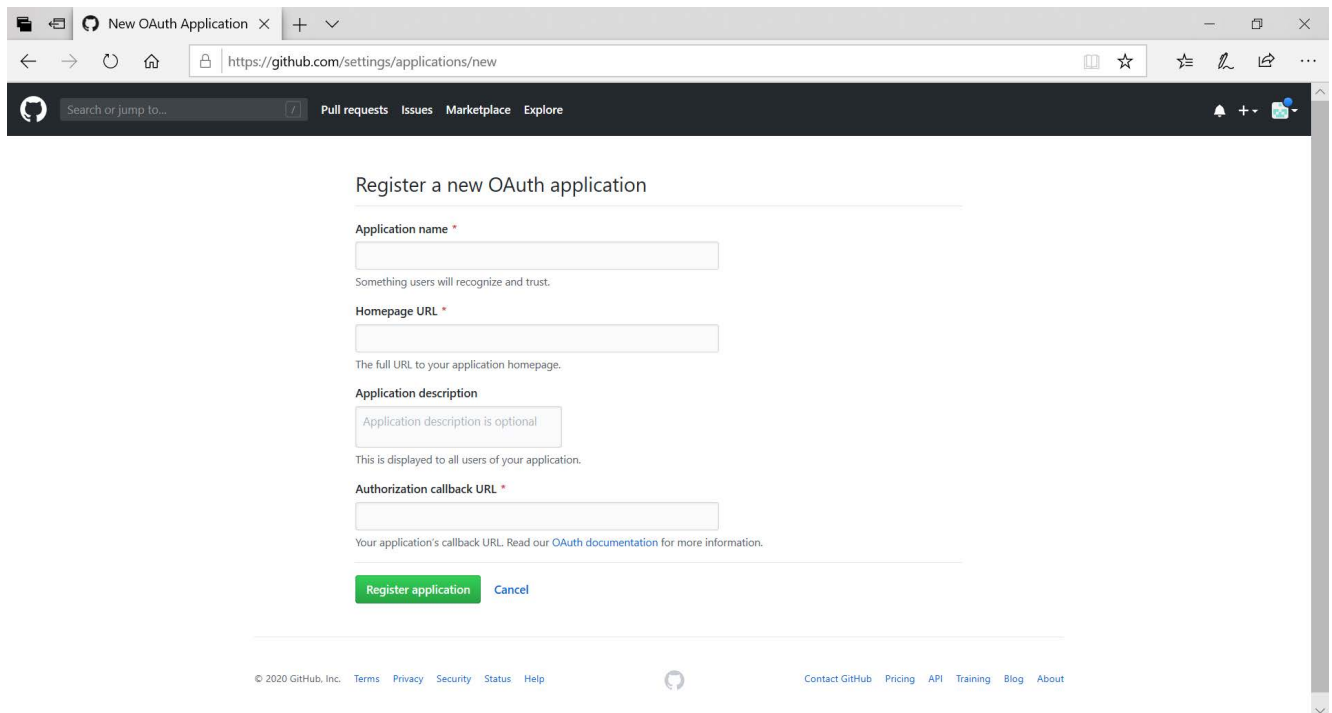 New OAuth Application
https://github.com/settings/applications/new
Search or jump to... /
Pull requests Issues Marketplace Explore
Register a new OAuth application
Application name *
Something users will recognize and trust.
Homepage URL *
The full URL to your application homepage.
Application description
Application description is optional
This is displayed to all users of your application.
Authorization callback URL *
Your application's callback URL. Read our OAuth documentation for more information.
Register application Cancel
© 2020 GitHub, Inc. Terms Privacy Security Status Help Contact GitHub Pricing API Training Blog About